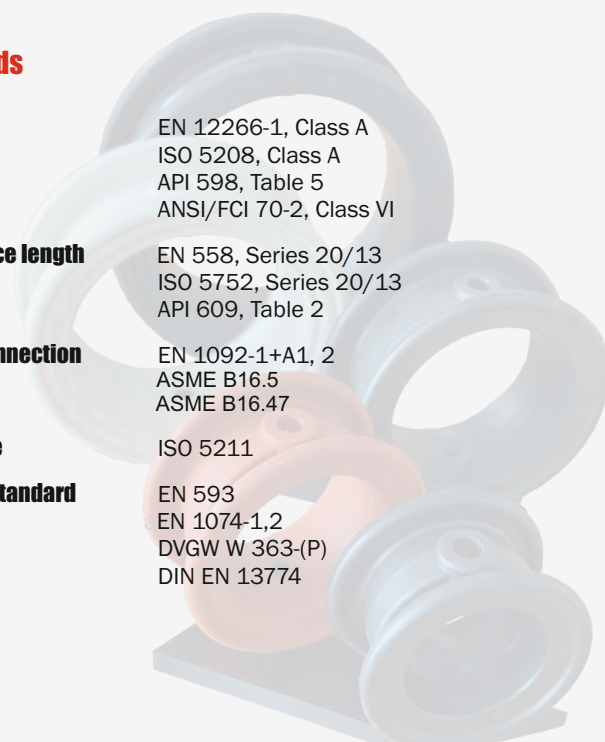 ds
EN 12266-1, Class A
ISO 5208, Class A
API 598, Table 5
ANSI/FCI 70-2, Class VI
ce length EN 558, Series 20/13
ISO 5752, Series 20/13
API 609, Table 2
nnection EN 1092-1+A1, 2
ASME B16.5
ASME B16.47
e ISO 5211
tandard EN 593
EN 1074-1,2
DVGW W 363-(P)
DIN EN 13774